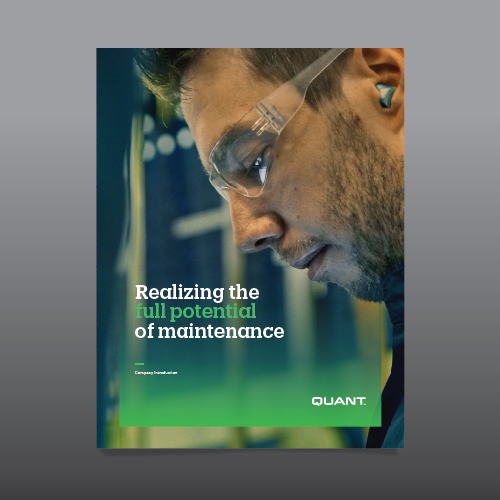 Realizing the
full potential
of maintenance
Company Introduction
QUANT.